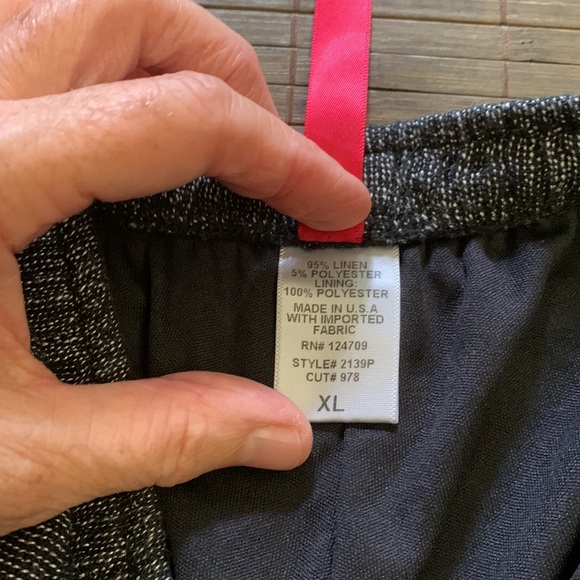 95% LINEN
5% POLYESTER
LINING:
100% POLYESTER
MADE IN U.S.A
WITH IMPORTED
FABRIC
RN# 124709
STYLE# 2139P
CUT# 978
XL